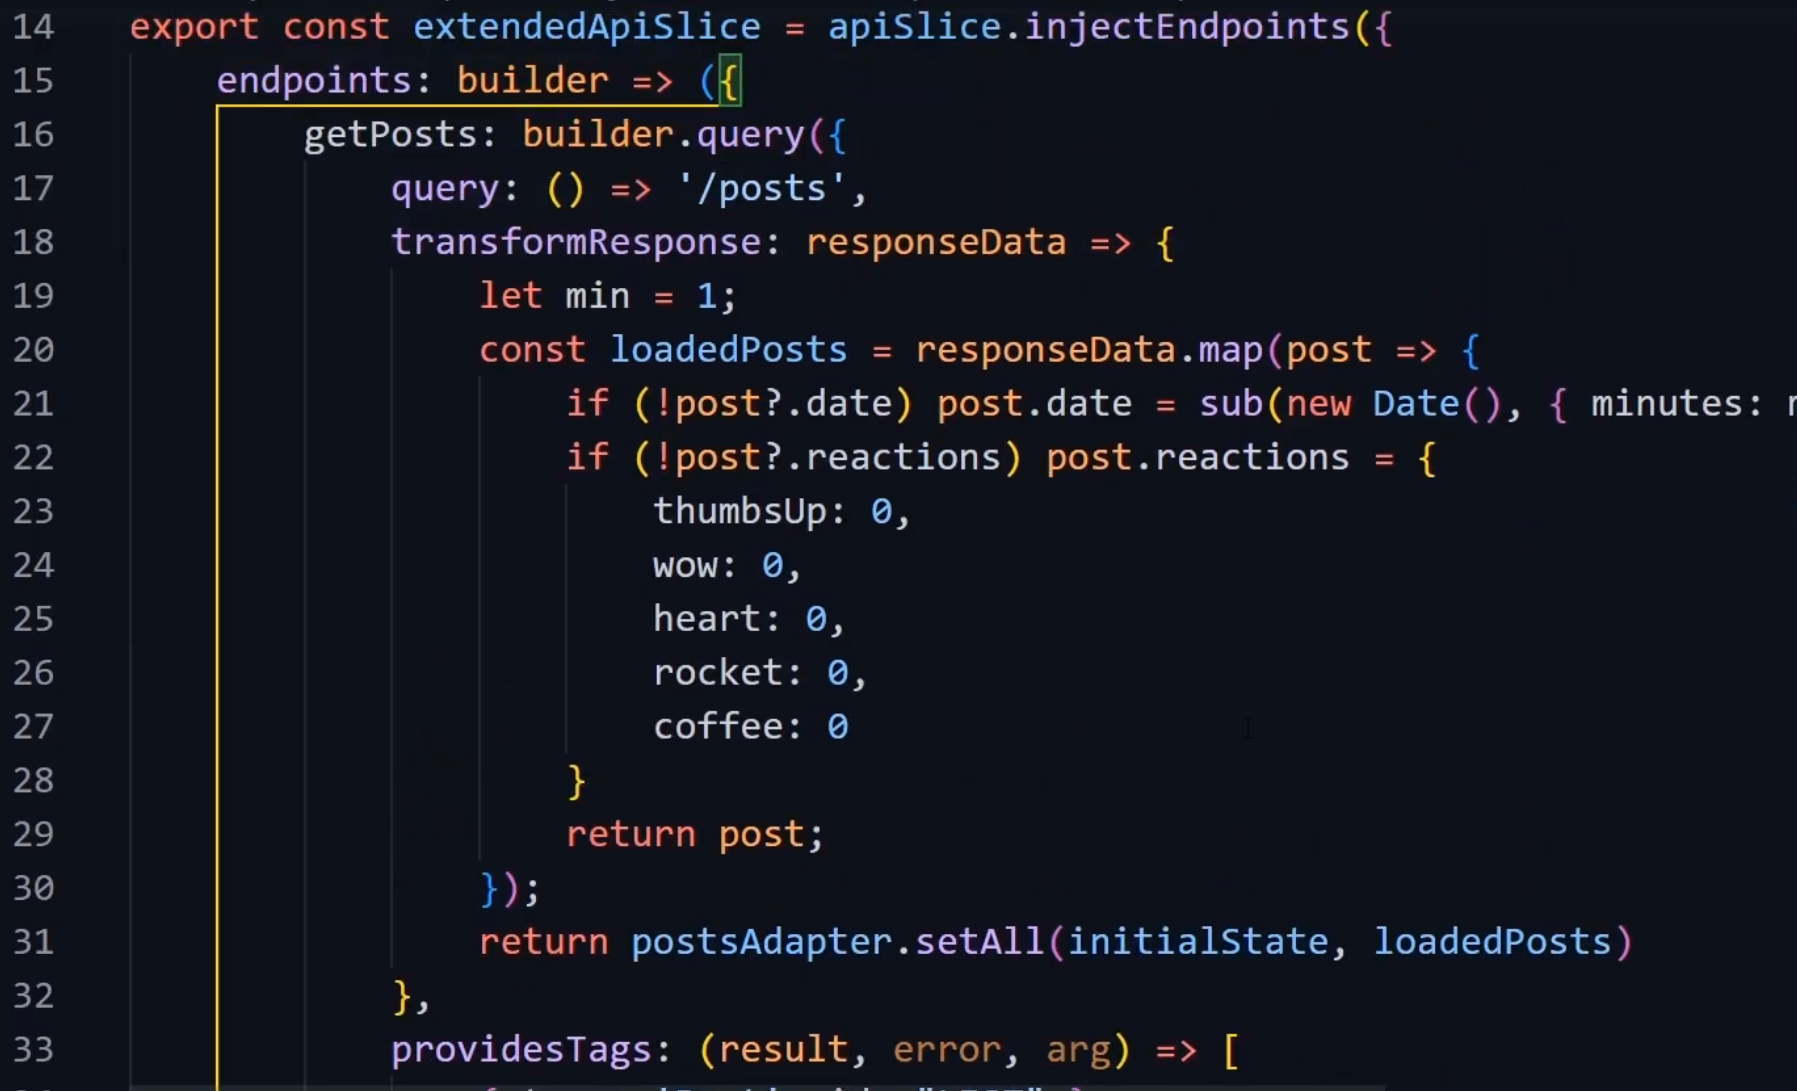 14 export const extendedApiSlice = apiSlice.injectEndpoints({
15 endpoints: builder => ({
16 getPosts: builder.query({
17 query: () => '/posts',
18 transformResponse: responseData => {
19 let min = 1;
20 const loadedPosts = responseData.map(post => {
21 if (!post?.date) post.date = sub(new Date(), { minutes:
22 if (!post?.reactions) post.reactions = {
23 thumbsUp: 0,
24 wow: 0,
25 heart: 0,
26 rocket: 0,
27 coffee: 0
28 }
29 return post;
30 });
31 return postsAdapter.setAll(initialState, loadedPosts)
32 },
33 providesTags: (result, error, arg) => [